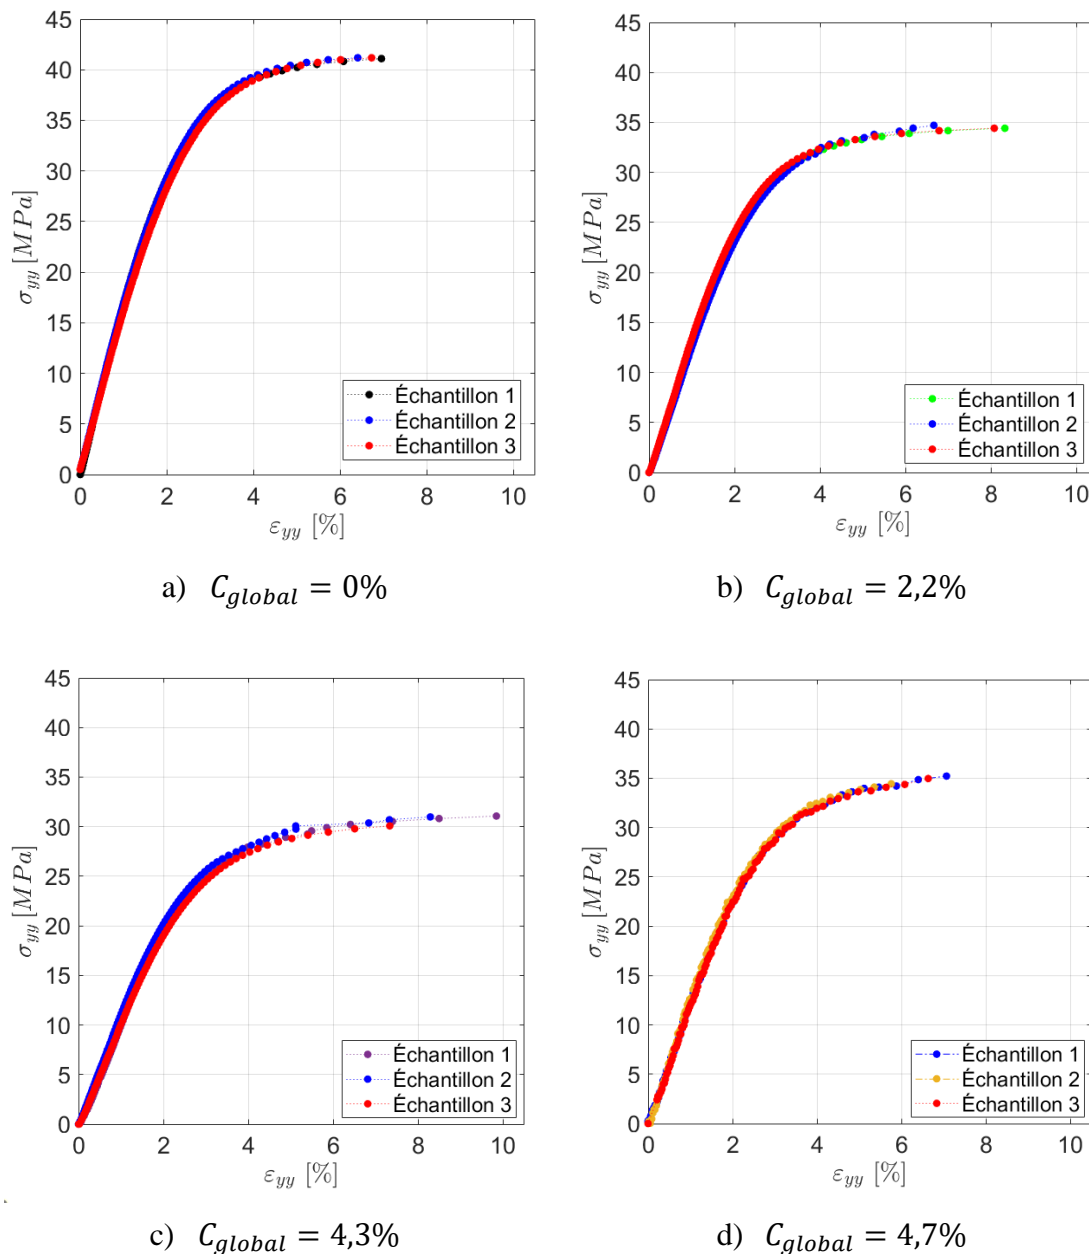 45
40
35
30
25
20
15
10
5
0
σyy [MPa]
0 2 4 6 8 10
εyy [%]
Échantillon 1
Échantillon 2
Échantillon 3
a) Cglobal = 0%
45
40
35
30
25
20
15
10
5
0
σyy [MPa]
0 2 4 6 8 10
εyy [%]
Échantillon 1
Échantillon 2
Échantillon 3
b) Cglobal = 2,2%
45
40
35
30
25
20
15
10
5
0
σyy [MPa]
0 2 4 6 8 10
εyy [%]
Échantillon 1
Échantillon 2
Échantillon 3
c) Cglobal = 4,3%
45
40
35
30
25
20
15
10
5
0
σyy [MPa]
0 2 4 6 8 10
εyy [%]
Échantillon 1
Échantillon 2
Échantillon 3
d) Cglobal = 4,7%